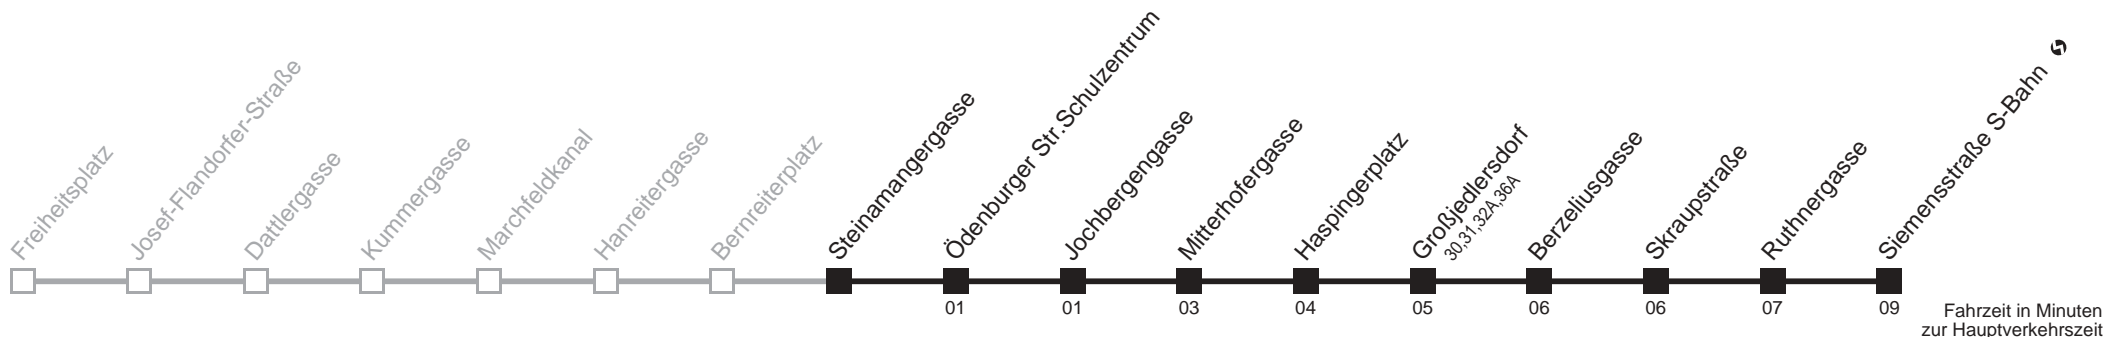 Freiheitsplatz
Josef-Flandorfer-Straße
Dattlergasse
Kummergasse
Marchfeldkanal
Hanreitergasse
Bernreiterplatz
Steinamangergasse
Ödenburger Str.Schulzentrum
Jochbergengasse
Mitterhofergasse
Haspingerplatz
Großjedlersdorf
30,31,32A,36A
Berzeliusgasse
Skraupstraße
Ruthnergasse
Siemensstraße S-Bahn
01 01 03 04 05 06 06 07 09
Fahrzeit in Minuten
zur Hauptverkehrszeit